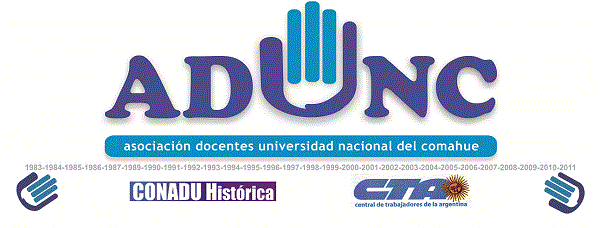 ADUNC
asociación docentes universidad nacional del comahue
1983-1984-1985-1986-1987-1989-1990-1991-1992-1993-1994-1995-1996-1997-1998-1999-2000-2001-2002-2003-2004-2005-2006-2007-2008-2009-2010-2011
CONADU Histórica
CTA
central de trabajadores de la argentina